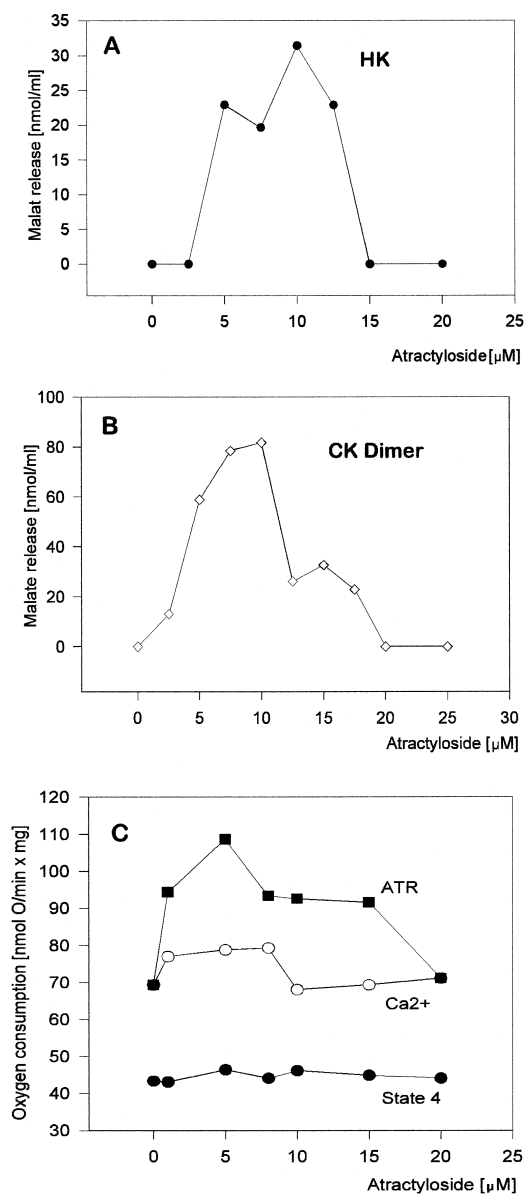 A
HK
Malat release [nmol/ml]
35
30
25
20
15
10
5
0
0 5 10 15 20 25
Atractyloside[µM]
B
CK Dimer
Malate release [nmol/ml]
100
80
60
40
20
0
0 5 10 15 20 25 30
Atractyloside [µM]
C
Oxygen consumption [nmol O/min x mg]
120
110
100
90
80
70
60
50
40
30
ATR
Ca2+
State 4
0 5 10 15 20 25
Atractyloside [µM]